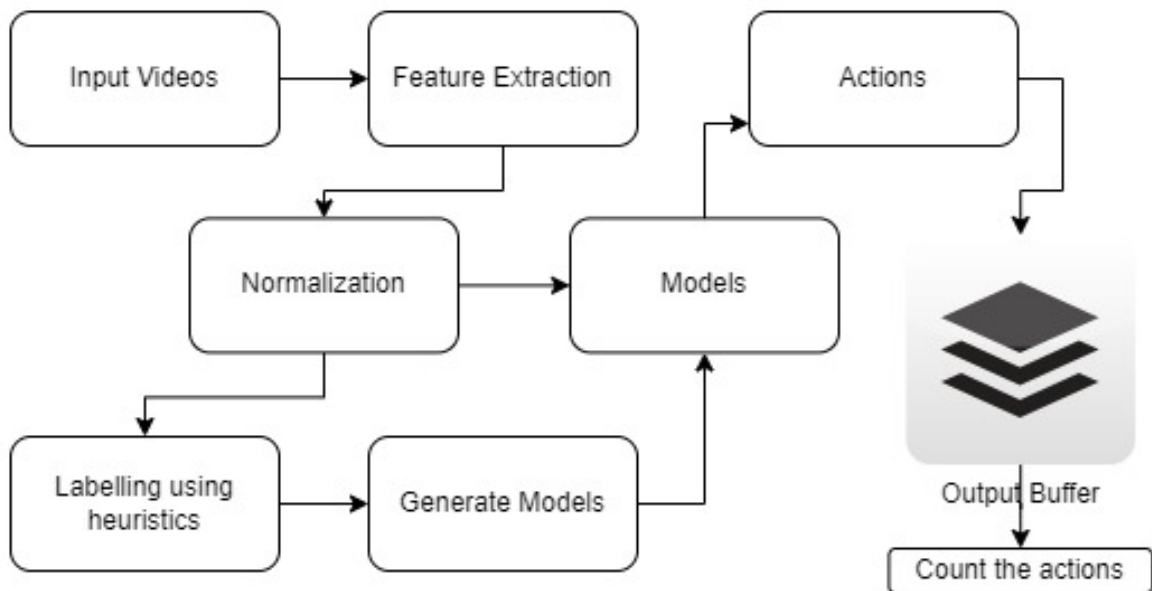 Input Videos
Feature Extraction
Actions
Normalization
Models
Labelling using
heuristics
Generate Models
Output Buffer
Count the actions